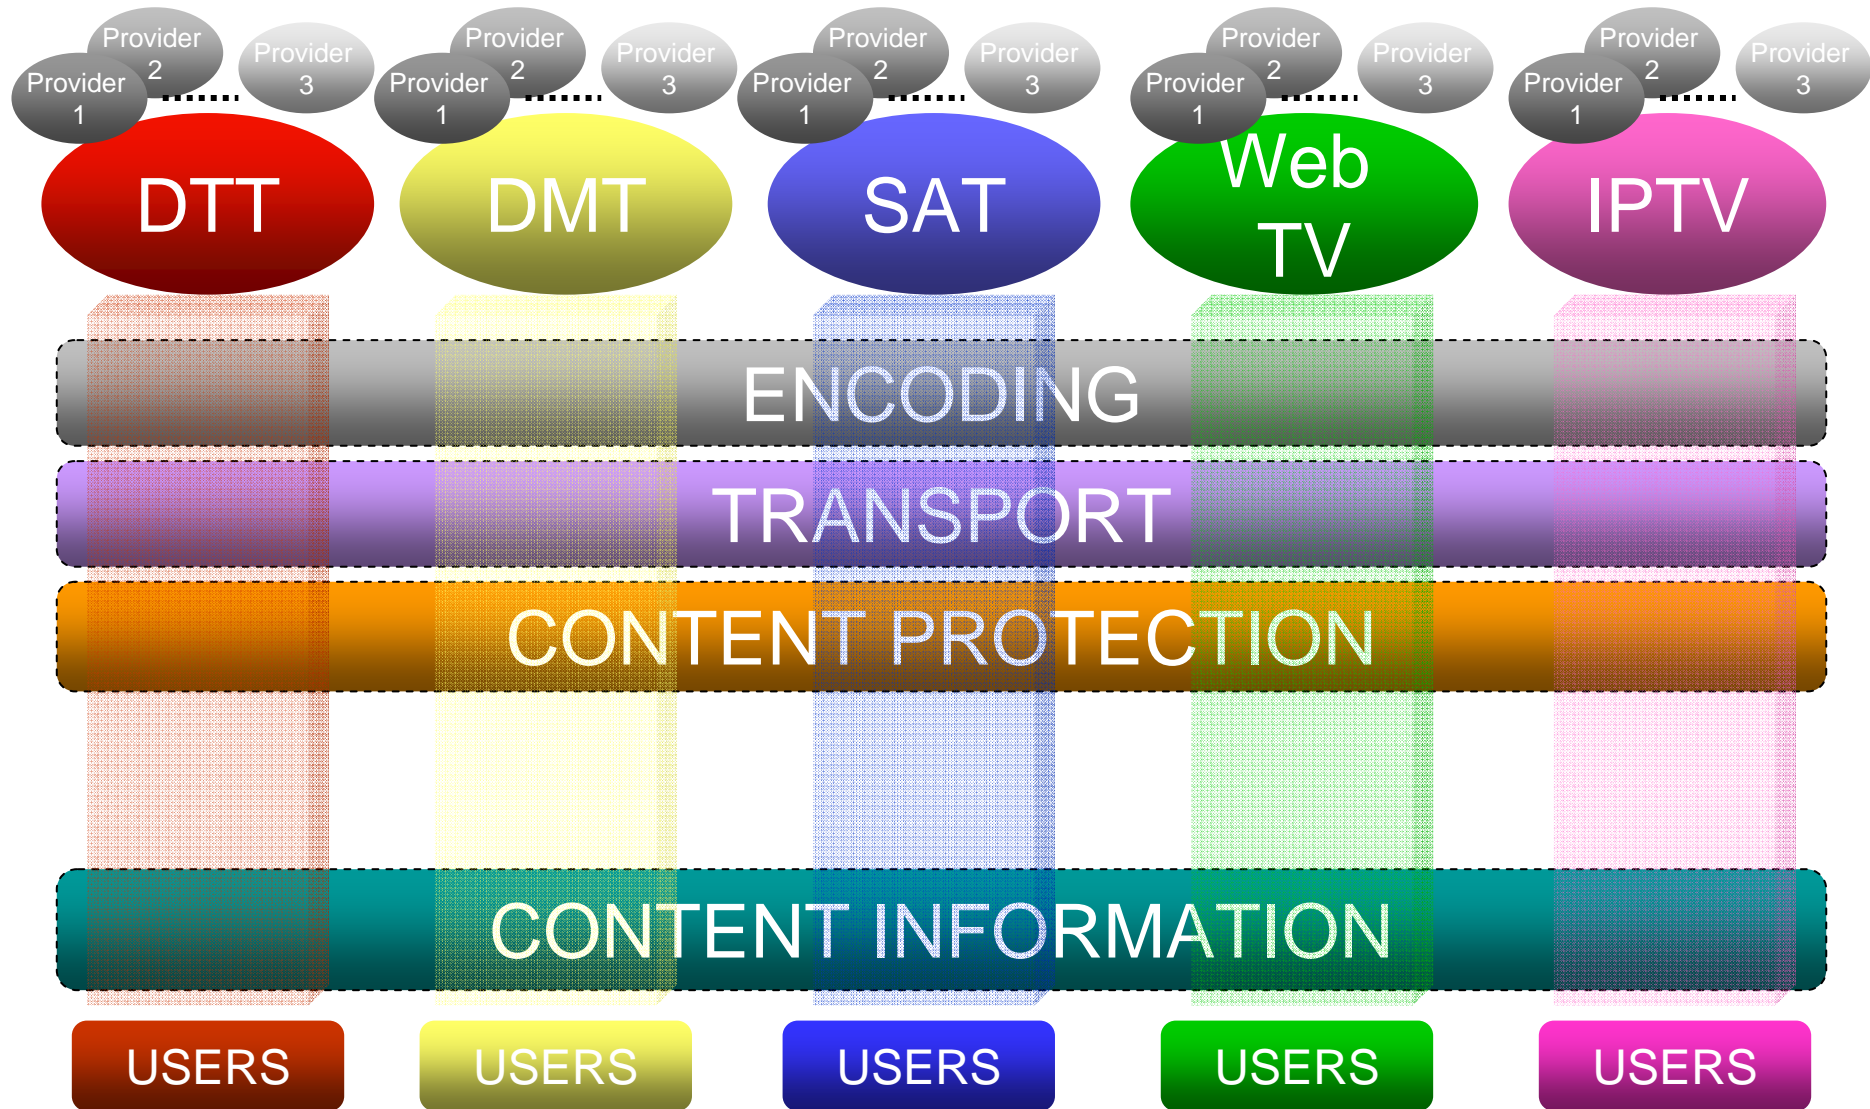 Provider
2
Provider
3
Provider
1
Provider
2
Provider
3
Provider
1
Provider
2
Provider
3
Provider
1
Provider
2
Provider
3
Provider
1
Provider
2
Provider
3
Provider
1
DTT
DMT
SAT
Web
TV
IPTV
ENCODING
TRANSPORT
CONTENT PROTECTION
CONTENT INFORMATION
USERS
USERS
USERS
USERS
USERS